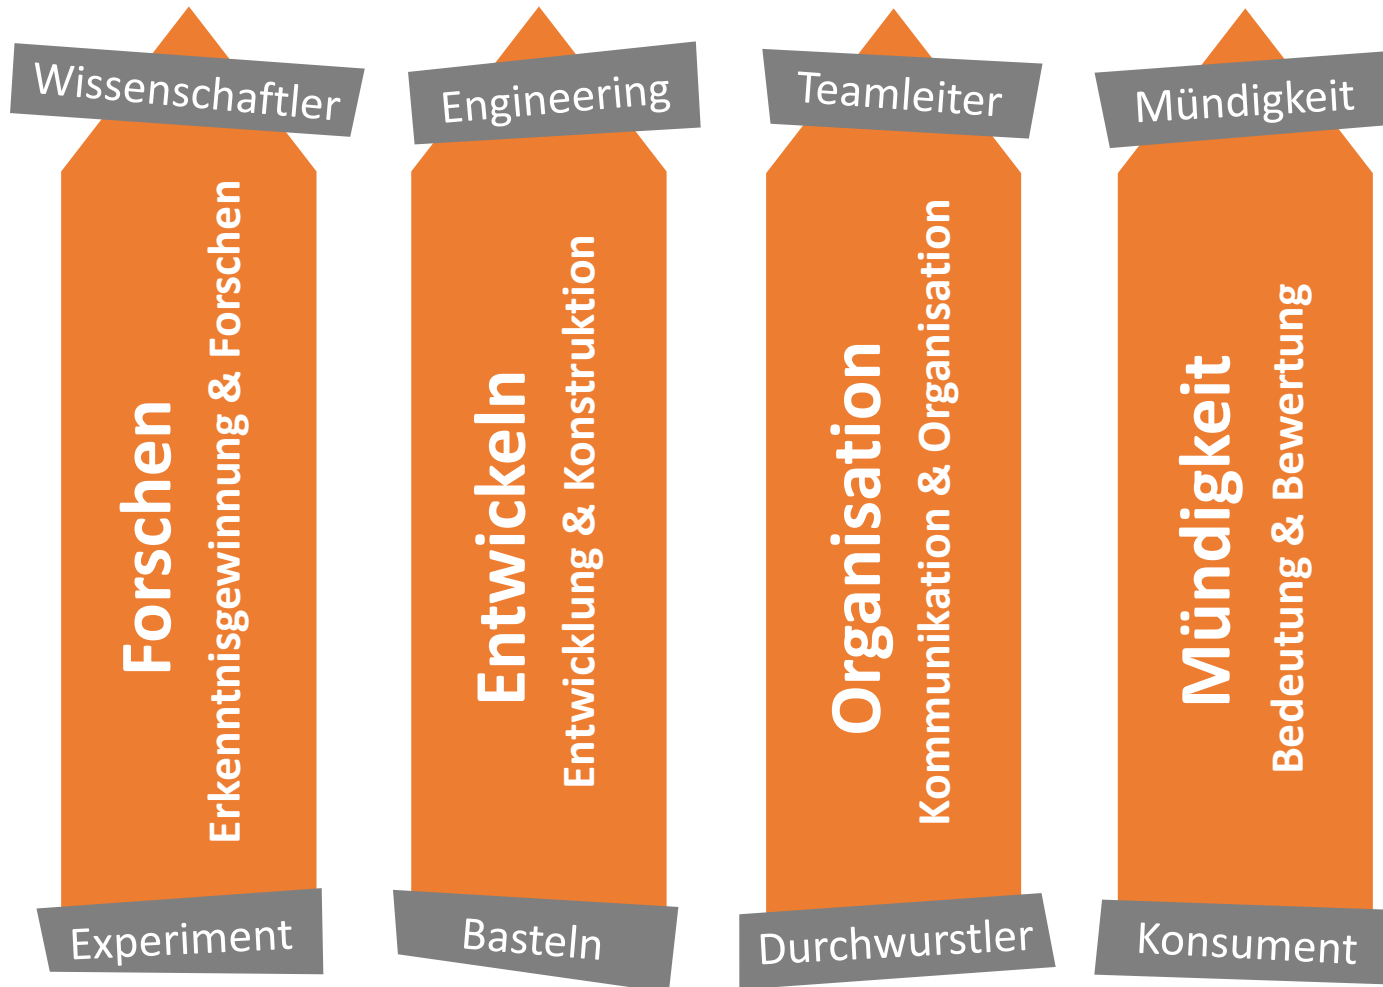 Wissenschaftler
Engineering
Teamleiter
Mündigkeit
Forschen
Erkenntnisgewinnung & Forschen
Entwickeln
Entwicklung & Konstruktion
Organisation
Kommunikation & Organisation
Mündigkeit
Bedeutung & Bewertung
Experiment
Basteln
Durchwurstler
Konsument